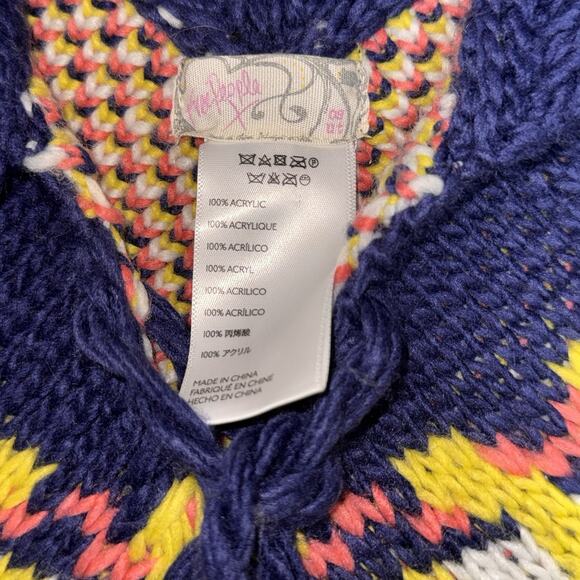 free people
100% ACRYLIC
100% ACRYLIQUE
100% ACRÍLICO
100% ACRYL
100% ACRILICO
100% ACRÍLICO
100% 丙烯酸
100% アクリル
MADE IN CHINA
FABRIQUÉ EN CHINE
HECHO EN CHINA